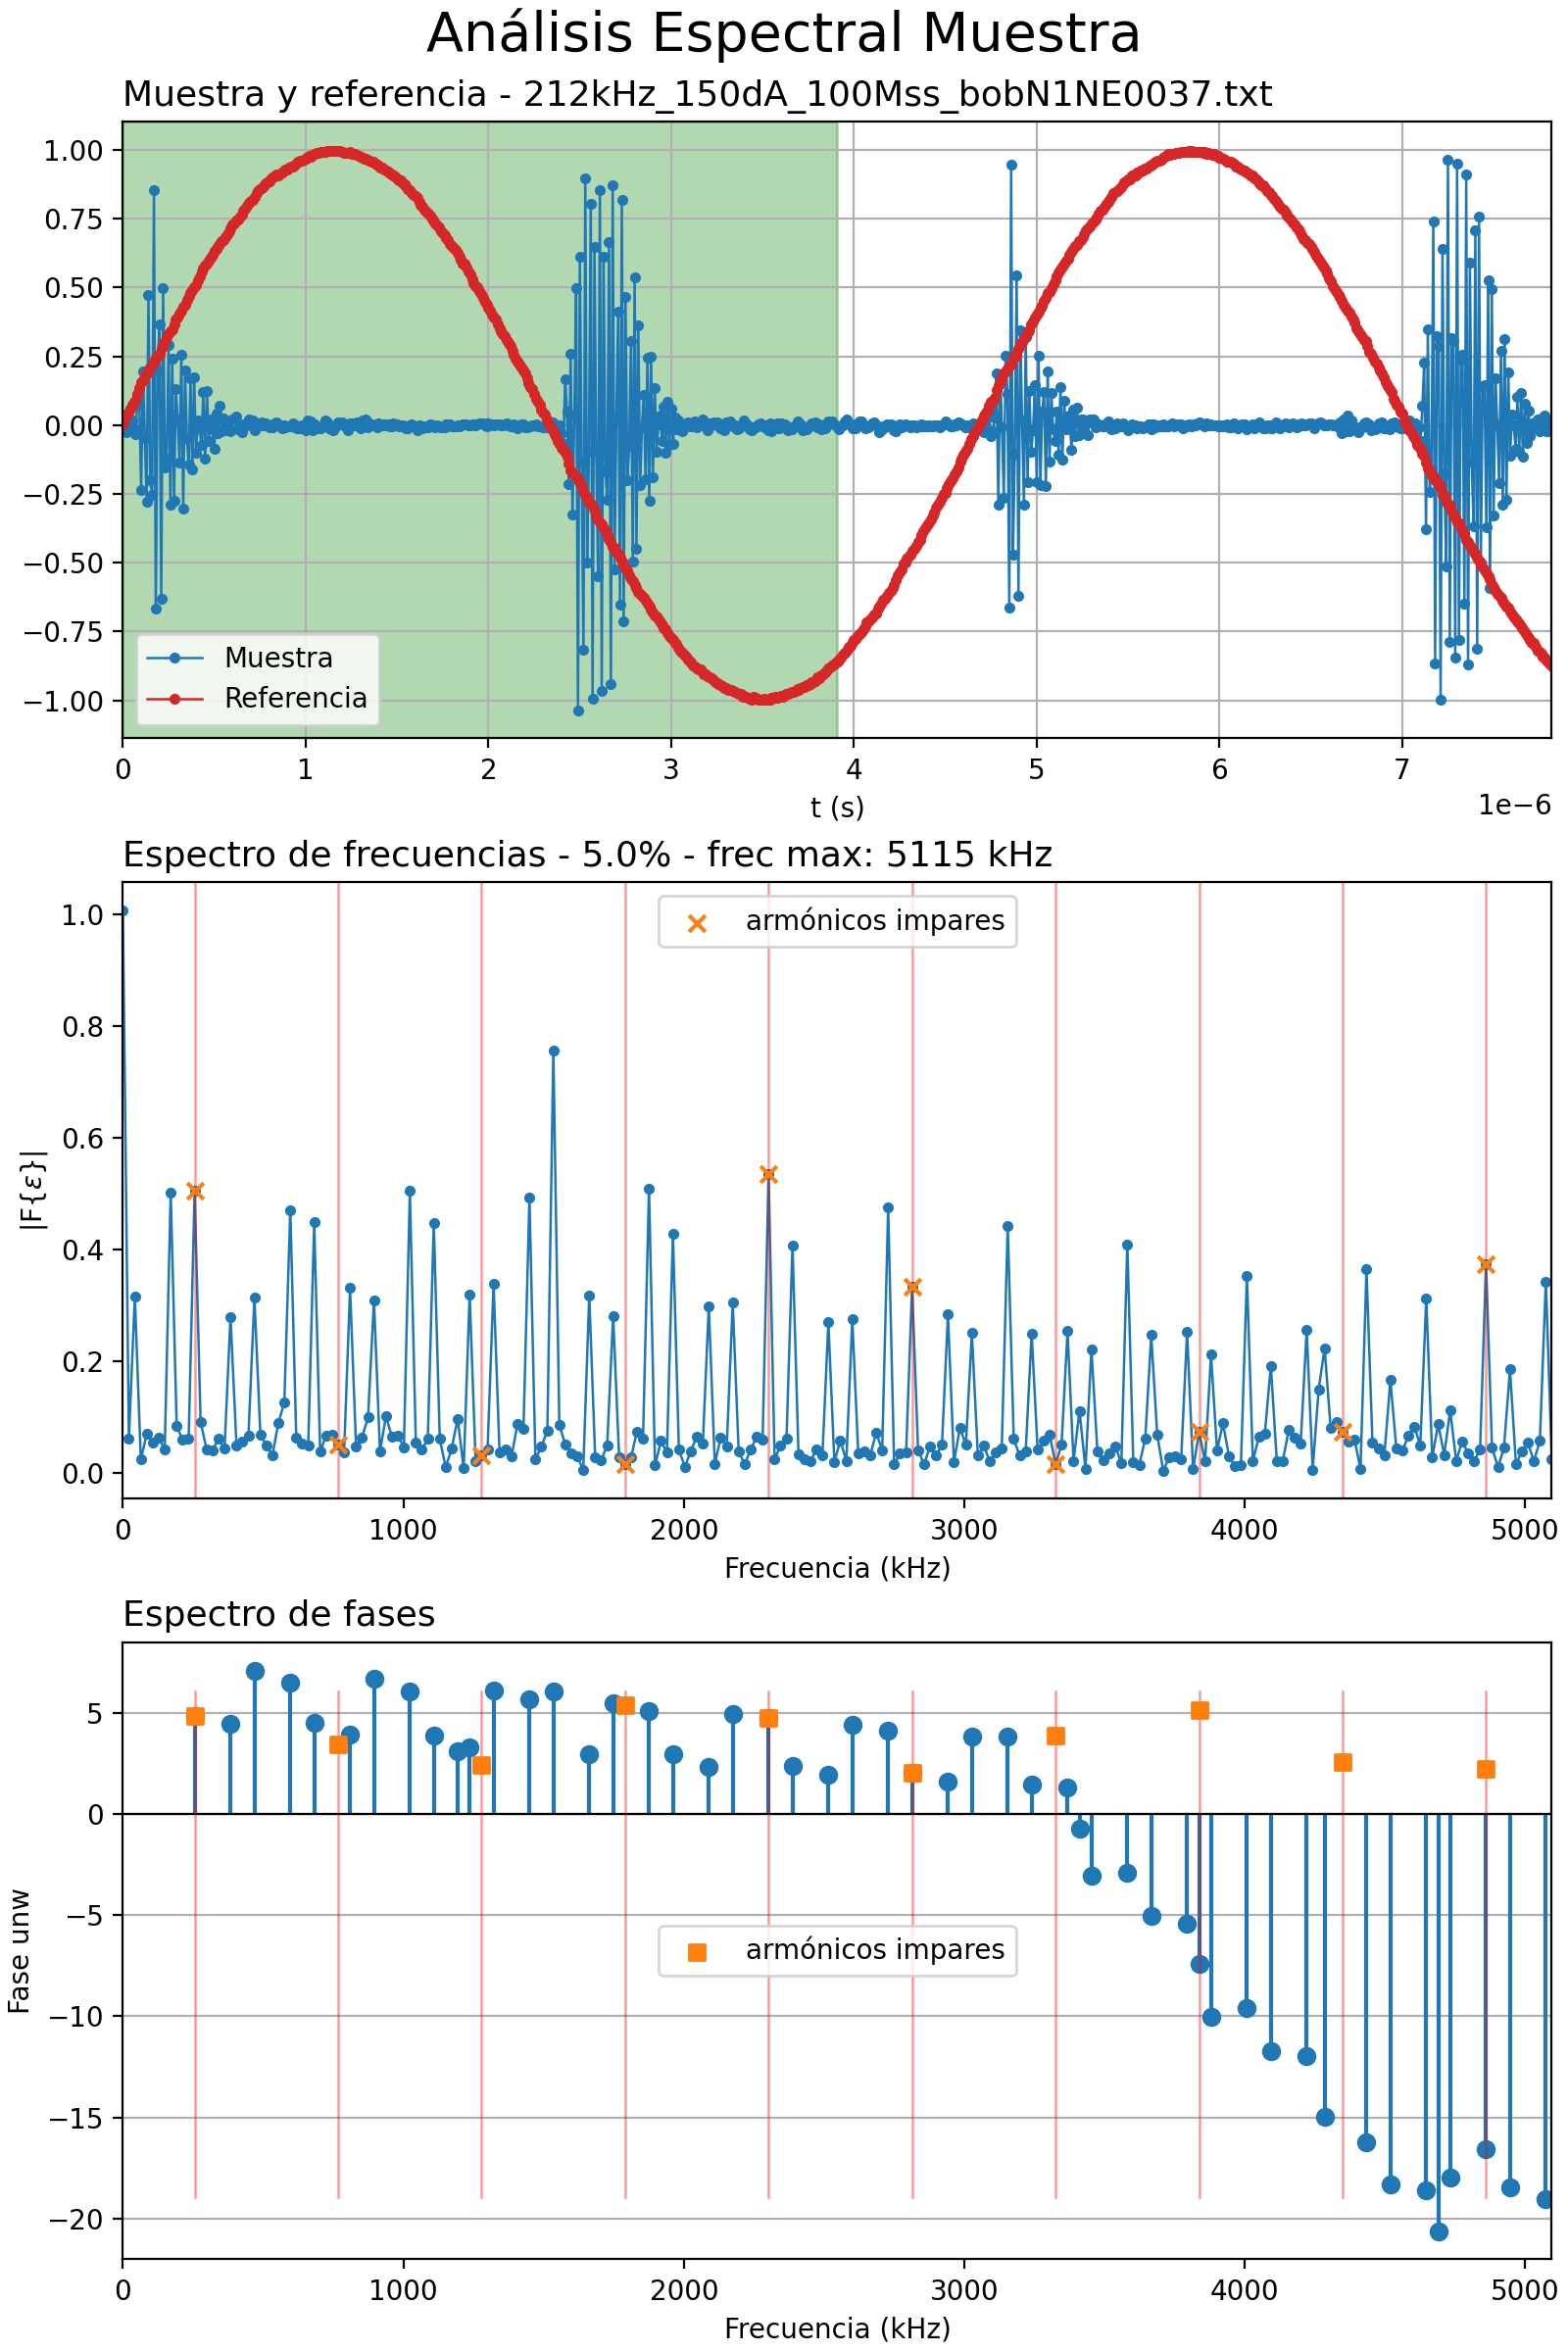 Análisis Espectral Muestra
Muestra y referencia - 212kHz_150dA_100Mss_bobN1NE0037.txt
1.00
0.75
0.50
0.25
0.00
−0.25
−0.50
−0.75
−1.00
Muestra
Referencia
0 1 2 3 4 5 6 7
t (s)
1e−6
Espectro de frecuencias - 5.0% - frec max: 5115 kHz
armónicos impares
1.0
0.8
0.6
0.4
0.2
0.0
|F{ε}|
0 1000 2000 3000 4000 5000
Frecuencia (kHz)
Espectro de fases
5
0
−5
−10
−15
−20
Fase unw
armónicos impares
0 1000 2000 3000 4000 5000
Frecuencia (kHz)